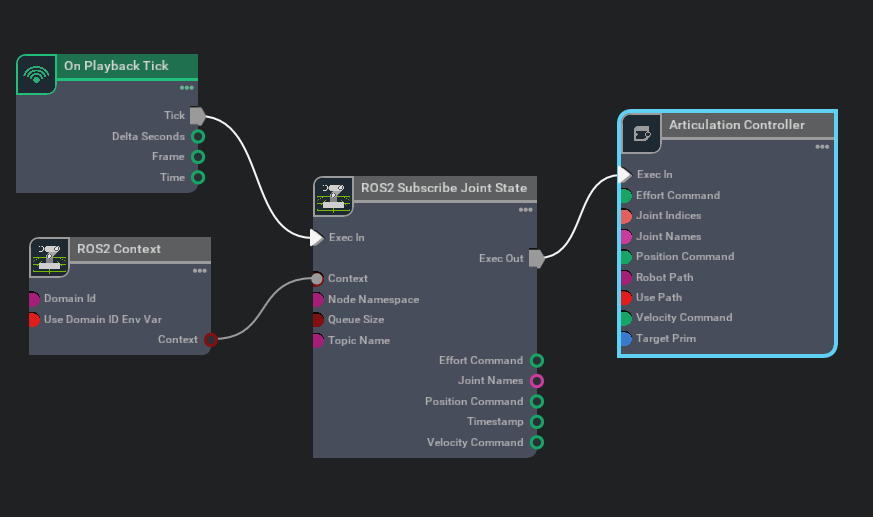 On Playback Tick
Tick
Delta Seconds
Frame
Time
ROS2 Context
Domain Id
Use Domain ID Env Var
Context
ROS2 Subscribe Joint State
Exec In
Exec Out
Context
Node Namespace
Queue Size
Topic Name
Effort Command
Joint Names
Position Command
Timestamp
Velocity Command
Articulation Controller
Exec In
Effort Command
Joint Indices
Joint Names
Position Command
Robot Path
Use Path
Velocity Command
Target Prim